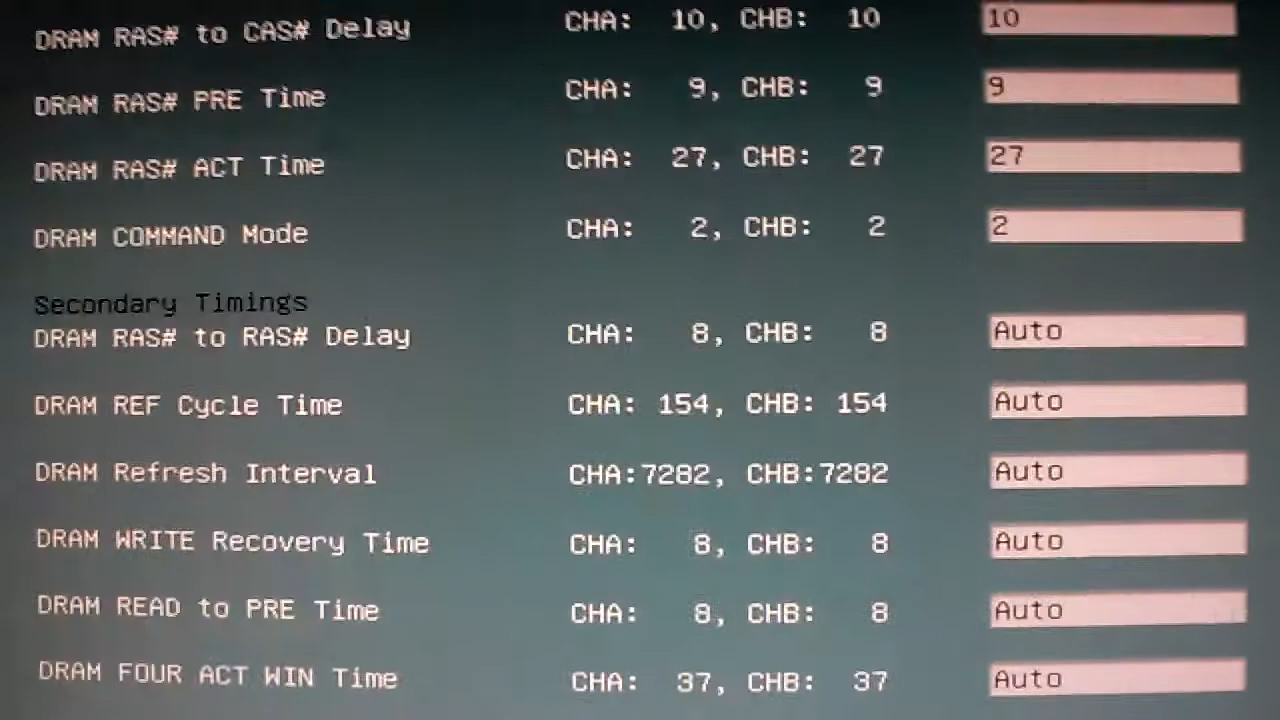 DRAM RAS# to CAS# Delay CHA: 10, CHB: 10 10
DRAM RAS# PRE Time CHA: 9, CHB: 9 9
DRAM RAS# ACT Time CHA: 27, CHB: 27 27
DRAM COMMAND Mode CHA: 2, CHB: 2 2
Secondary Timings
DRAM RAS# to RAS# Delay CHA: 8, CHB: 8 Auto
DRAM REF Cycle Time CHA: 154, CHB: 154 Auto
DRAM Refresh Interval CHA:7282, CHB:7282 Auto
DRAM WRITE Recovery Time CHA: 8, CHB: 8 Auto
DRAM READ to PRE Time CHA: 8, CHB: 8 Auto
DRAM FOUR ACT WIN Time CHA: 37, CHB: 37 Auto